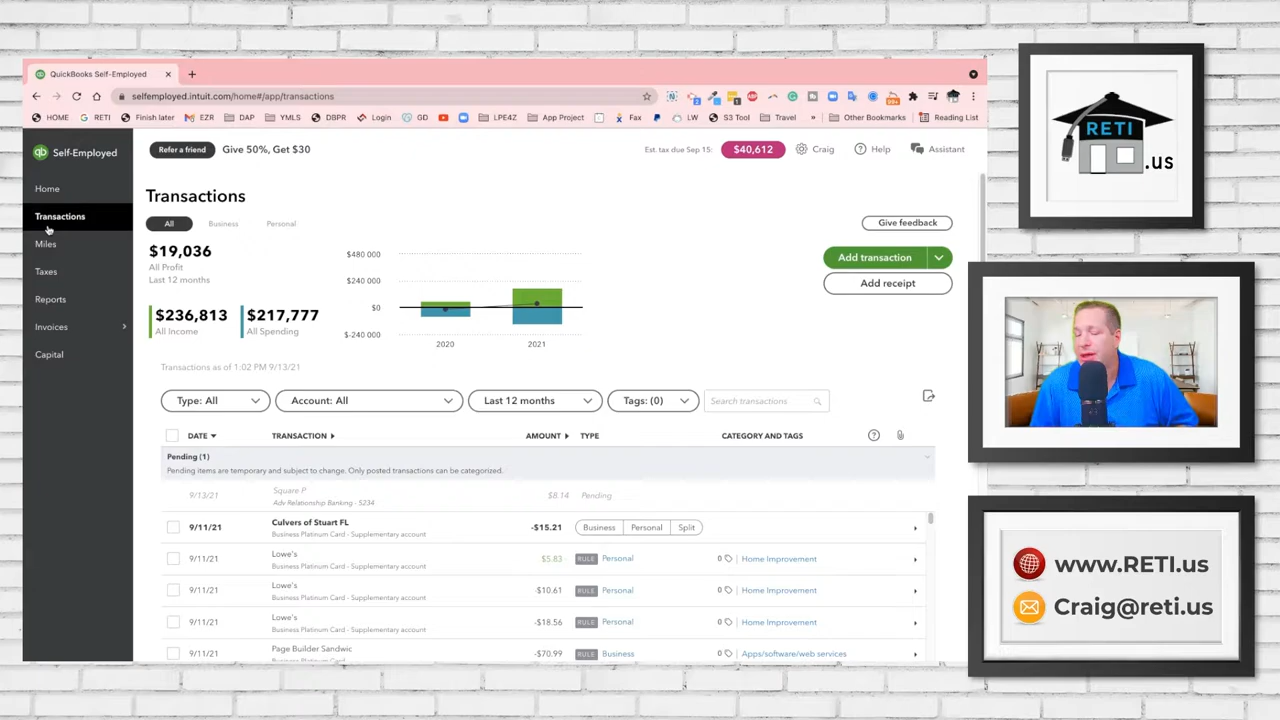 QuickBooks Self-Employed
selfemployed.intuit.com/home#/app/transactions
HOME RETI Finish later EZR DAP YMLS DBPR Login GD LPE4Z App Project Fax LW S3 Tool Travel » Other Bookmarks Reading List
qb Self-Employed
Home
Transactions
Miles
Taxes
Reports
Invoices
Capital
Refer a friend Give 50%, Get $30
Est. tax due Sep 15: $40,612 Craig Help Assistant
Transactions
All Business Personal
Give feedback
$19,036
All Profit
Last 12 months
$236,813 $217,777
All Income All Spending
$480 000
$240 000
$0
$-240 000
2020 2021
Add transaction
Add receipt
Transactions as of 1:02 PM 9/13/21
Type: All Account: All Last 12 months Tags: (0) Search transactions
DATE TRANSACTION AMOUNT TYPE CATEGORY AND TAGS
Pending (1)
Pending items are temporary and subject to change. Only posted transactions can be categorized.
9/13/21 Square P $8.14 Pending
Adv Relationship Banking - 5234
9/11/21 Culvers of Stuart FL -$15.21 Business Personal Split
Business Platinum Card - Supplementary account
9/11/21 Lowe's $5.83 RULE Personal 0 Home Improvement
Business Platinum Card - Supplementary account
9/11/21 Lowe's -$10.61 RULE Personal 0 Home Improvement
Business Platinum Card - Supplementary account
9/11/21 Lowe's -$18.56 RULE Personal 0 Home Improvement
Business Platinum Card - Supplementary account
9/11/21 Page Builder Sandwic -$70.99 RULE Business 0 Apps/software/web services
RETI
.us
www.RETI.us
Craig@reti.us